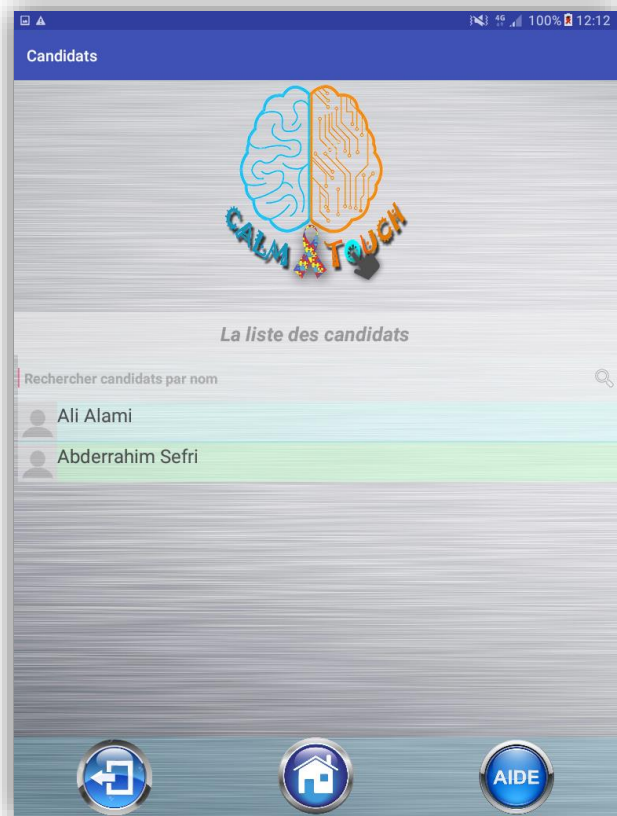 4G 100% 12:12
Candidats
CALM TOUCH
La liste des candidats
Rechercher candidats par nom
Ali Alami
Abderrahim Sefri
AIDE